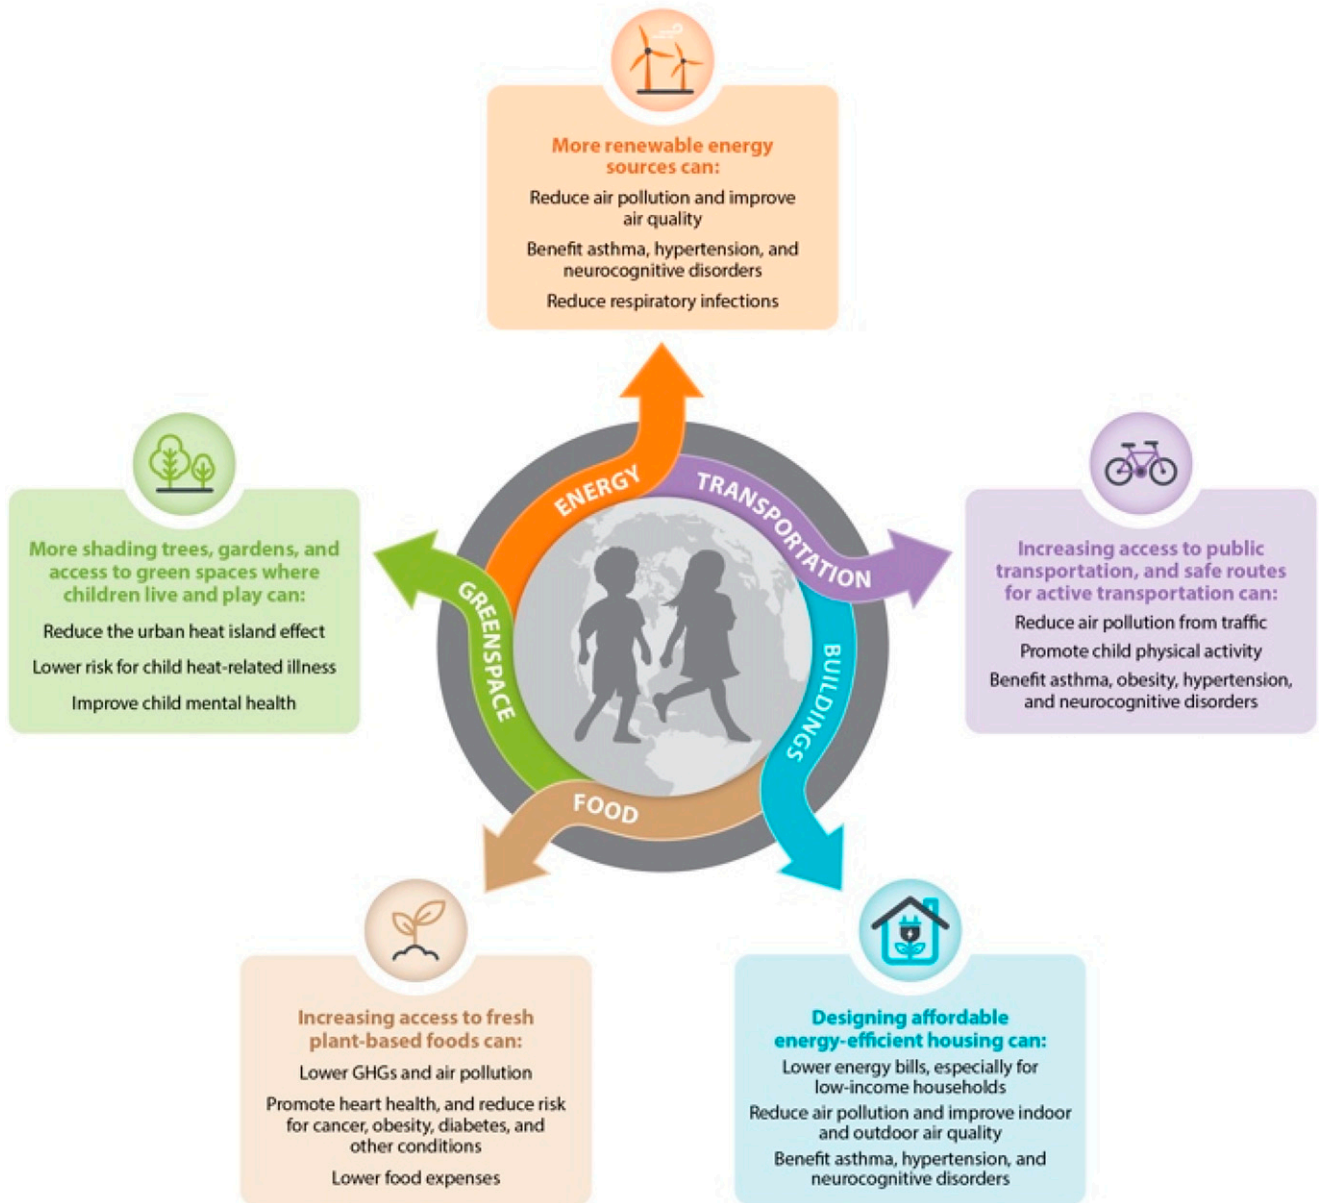 More renewable energy
sources can:
Reduce air pollution and improve
air quality
Benefit asthma, hypertension, and
neurocognitive disorders
Reduce respiratory infections
ENERGY
TRANSPORTATION
BUILDINGS
FOOD
GREENSPACE
More shading trees, gardens, and
access to green spaces where
children live and play can:
Reduce the urban heat island effect
Lower risk for child heat-related illness
Improve child mental health
Increasing access to public
transportation, and safe routes
for active transportation can:
Reduce air pollution from traffic
Promote child physical activity
Benefit asthma, obesity, hypertension,
and neurocognitive disorders
Increasing access to fresh
plant-based foods can:
Lower GHGs and air pollution
Promote heart health, and reduce risk
for cancer, obesity, diabetes, and
other conditions
Lower food expenses
Designing affordable
energy-efficient housing can:
Lower energy bills, especially for
low-income households
Reduce air pollution and improve indoor
and outdoor air quality
Benefit asthma, hypertension, and
neurocognitive disorders